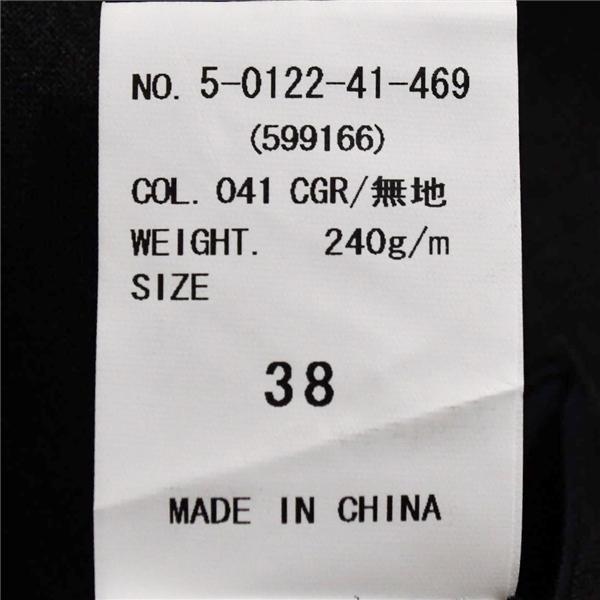 NO. 5-0122-41-469
(599166)
COL. 041 CGR/無地
WEIGHT. 240g/m
SIZE
38
MADE IN CHINA